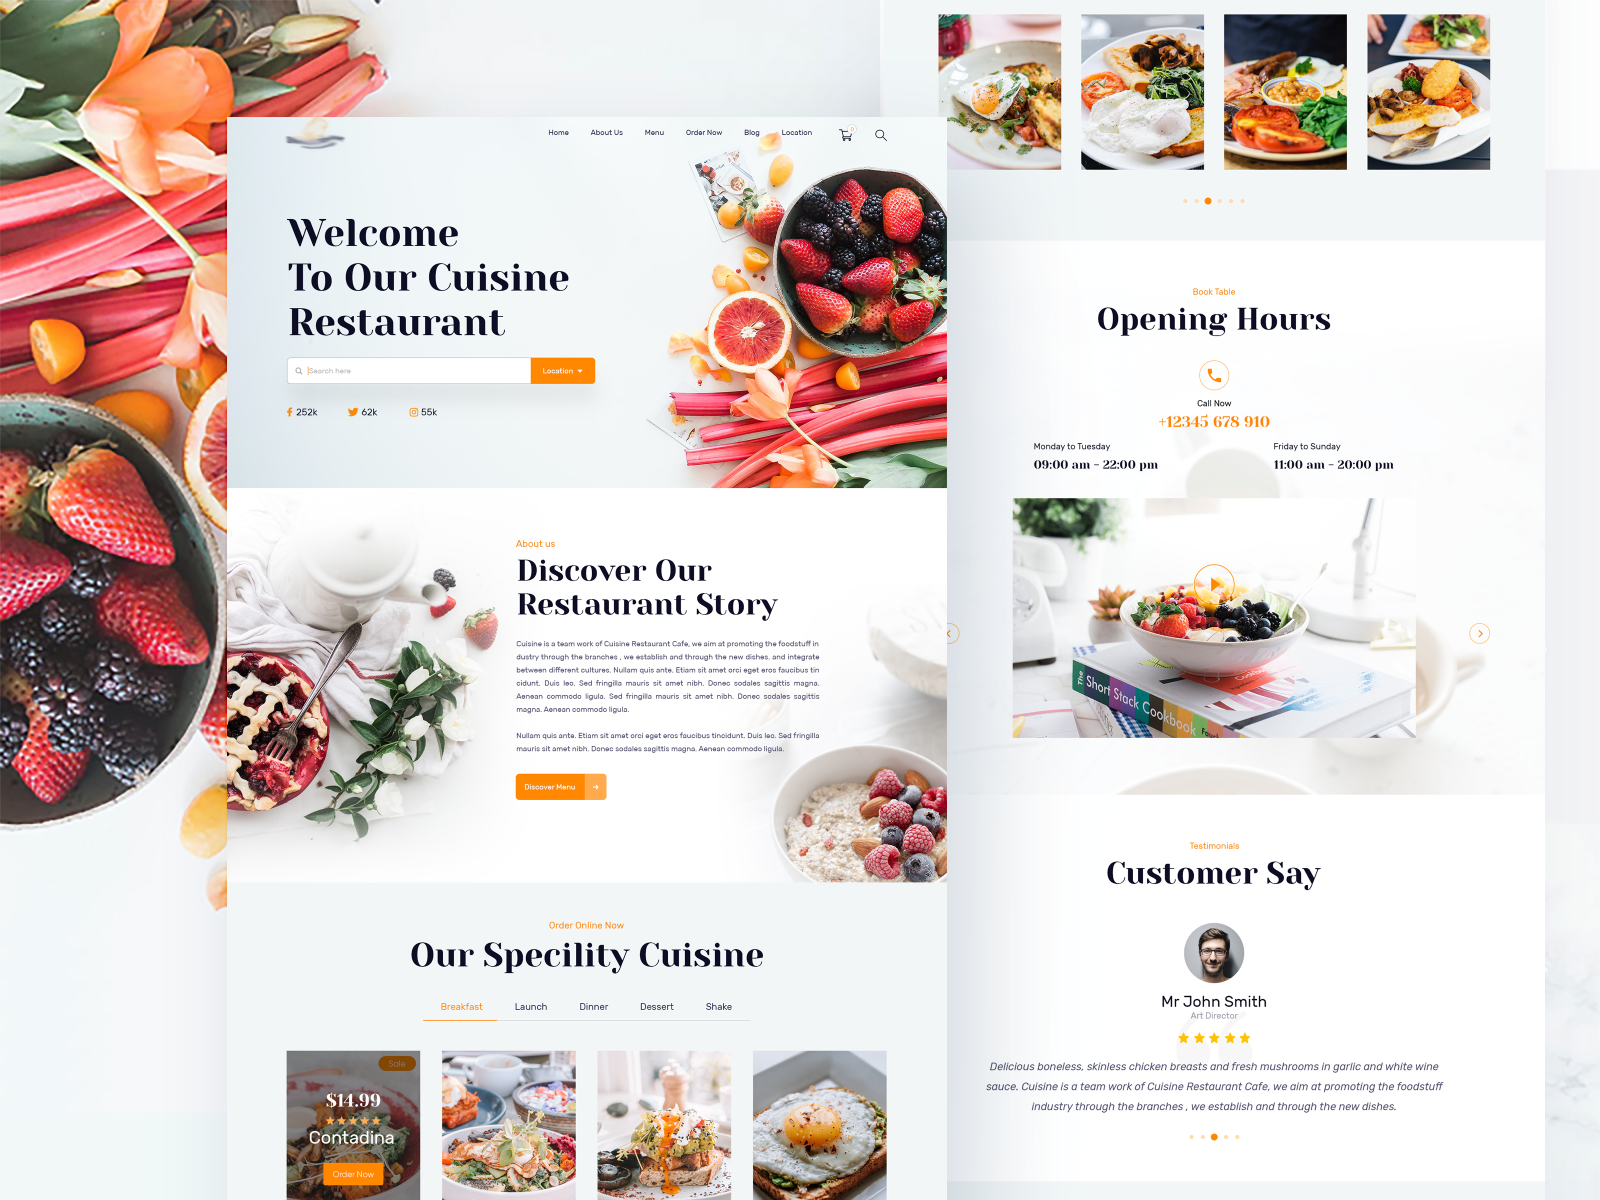 Home About Us Menu Order Now Blog Location
Welcome
To Our Cuisine
Restaurant
Search here
Location
252k 62k 55k
About us
Discover Our
Restaurant Story
Cuisine is a team work of Cuisine Restaurant Cafe, we aim at promoting the foodstuff in
dustry through the branches , we establish and through the new dishes. and integrate
between different cultures. Nullam quis ante. Etiam sit amet orci eget eros faucibus tin
cidunt. Duis leo. Sed fringilla mauris sit amet nibh. Donec sodales sagittis magna.
Aenean commodo ligula. Sed fringilla mauris sit amet nibh. Donec sodales sagittis
magna. Aenean commodo ligula.
Nullam quis ante. Etiam sit amet orci eget eros faucibus tincidunt. Duis leo. Sed fringilla
mauris sit amet nibh. Donec sodales sagittis magna. Aenean commodo ligula.
Discover Menu
Order Online Now
Our Specility Cuisine
Breakfast Launch Dinner Dessert Shake
Sale
$14.99
Contadina
Order Now
Book Table
Opening Hours
Call Now
+12345 678 910
Monday to Tuesday
09:00 am - 22:00 pm
Friday to Sunday
11:00 am - 20:00 pm
The
Short Stack Cookbook
Testimonials
Customer Say
Mr John Smith
Art Director
Delicious boneless, skinless chicken breasts and fresh mushrooms in garlic and white wine
sauce. Cuisine is a team work of Cuisine Restaurant Cafe, we aim at promoting the foodstuff
industry through the branches , we establish and through the new dishes.